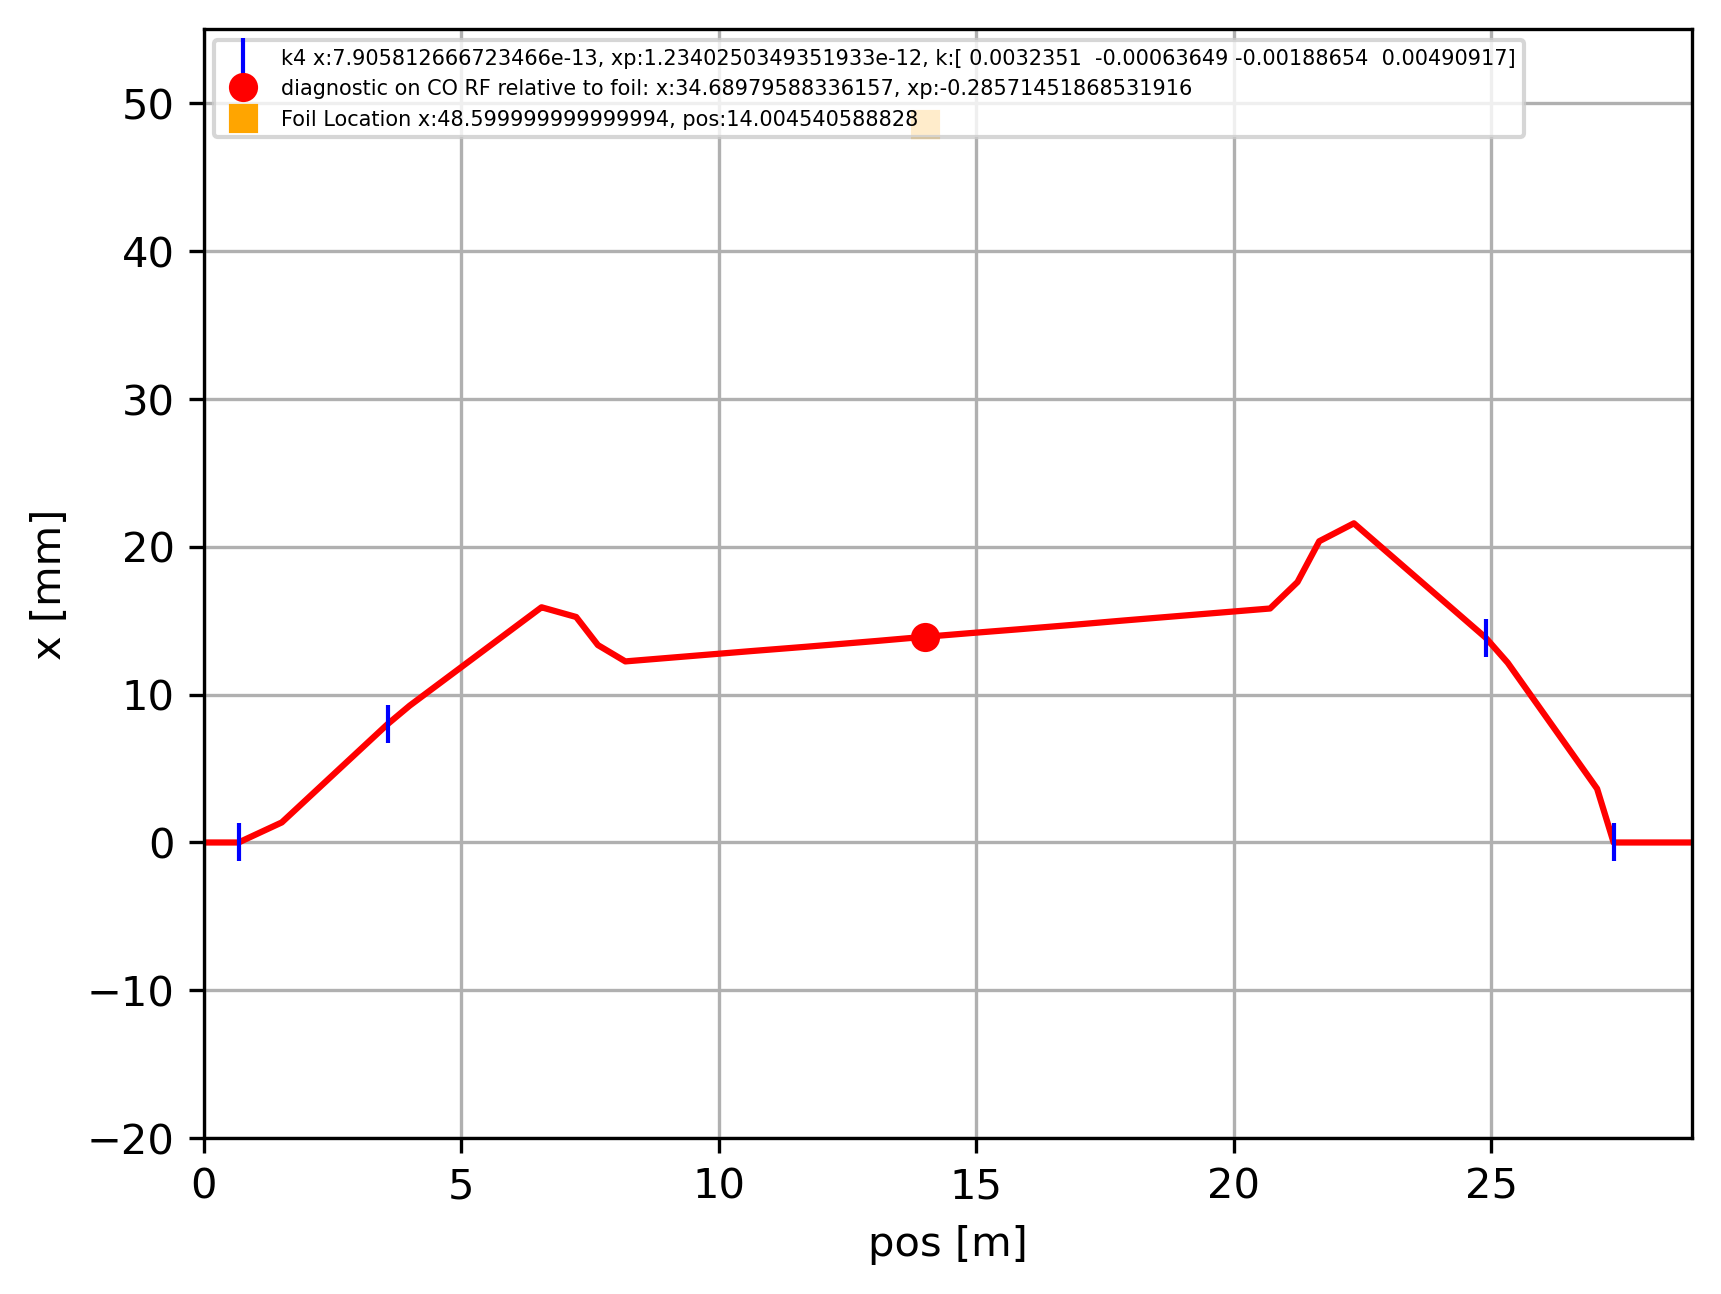 k4 x:7.905812666723466e-13, xp:1.2340250349351933e-12, k:[ 0.0032351  -0.00063649 -0.00188654  0.00490917]
diagnostic on CO RF relative to foil: x:34.68979588336157, xp:-0.28571451868531916
Foil Location x:48.599999999999994, pos:14.004540588828
50
40
30
20
10
0
−10
−20
x [mm]
0 5 10 15 20 25
pos [m]